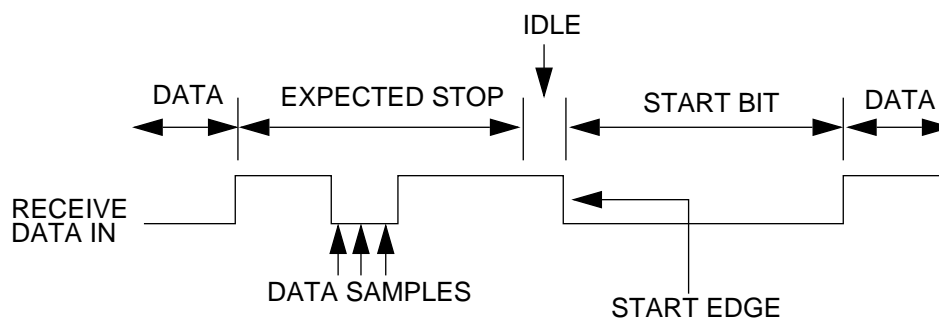 IDLE
DATA
EXPECTED STOP
START BIT
DATA
RECEIVE
DATA IN
DATA SAMPLES
START EDGE